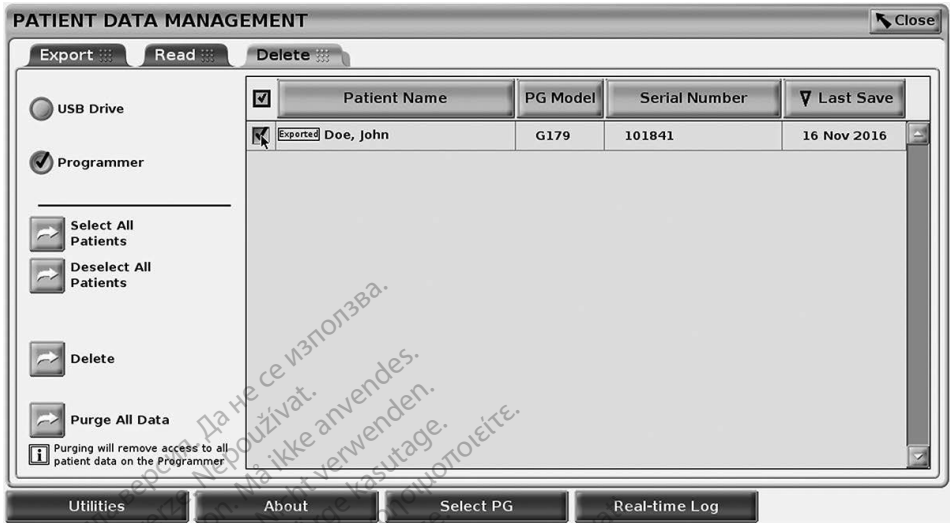 PATIENT DATA MANAGEMENT
Close
Export
Read
Delete
USB Drive
Programmer
Select All
Patients
Deselect All
Patients
Delete
Purge All Data
Purging will remove access to all
patient data on the Programmer
Patient Name
PG Model
Serial Number
Last Save
Exported Doe, John
G179
101841
16 Nov 2016
Да не се използва.
Nepoužívat.
Må ikke anvendes.
verwenden.
kasutage.
Utilities
About
Select PG
Real-time Log